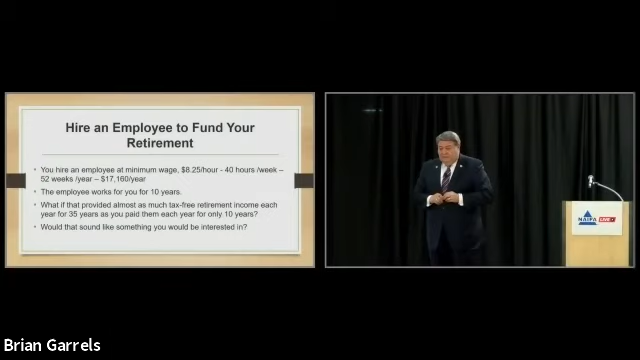 Hire an Employee to Fund Your
Retirement
• You hire an employee at minimum wage, $8.25/hour - 40 hours /week –
52 weeks /year – $17,160/year
• The employee works for you for 10 years.
• What if that provided almost as much tax-free retirement income each
year for 35 years as you paid them each year for only 10 years?
• Would that sound like something you would be interested in?
NAIFA LIVE
Brian Garrels